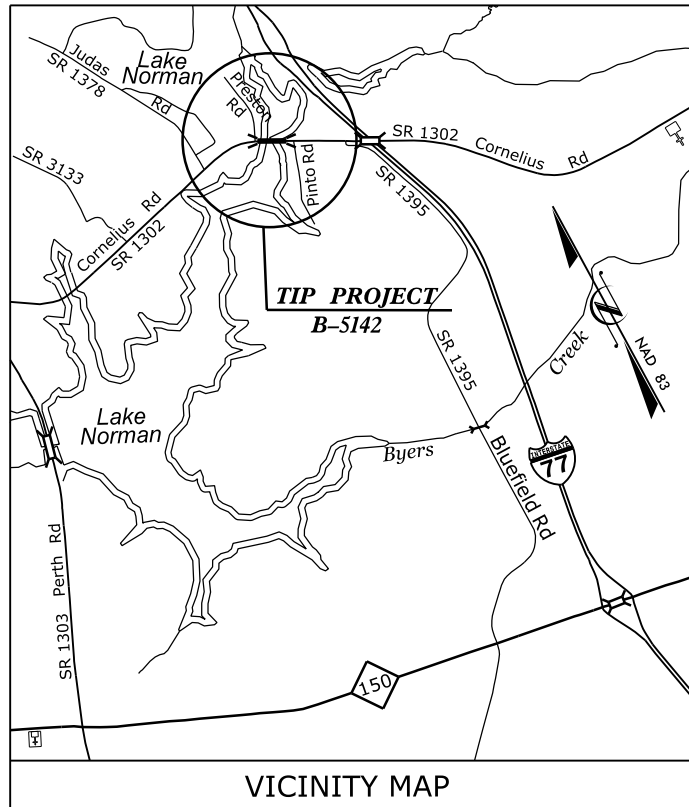 Lake
Norman
Judas
Rd
SR 1378
Preston
Rd
SR 1302
Cornelius
Rd
SR 3133
Pinto Rd
SR 1395
Cornelius Rd
SR 1302
TIP PROJECT
B-5142
N
NAD 83
SR 1395
Creek
Lake
Norman
Byers
Bluefield Rd
INTERSTATE
77
SR 1303
Perth Rd
150
VICINITY MAP